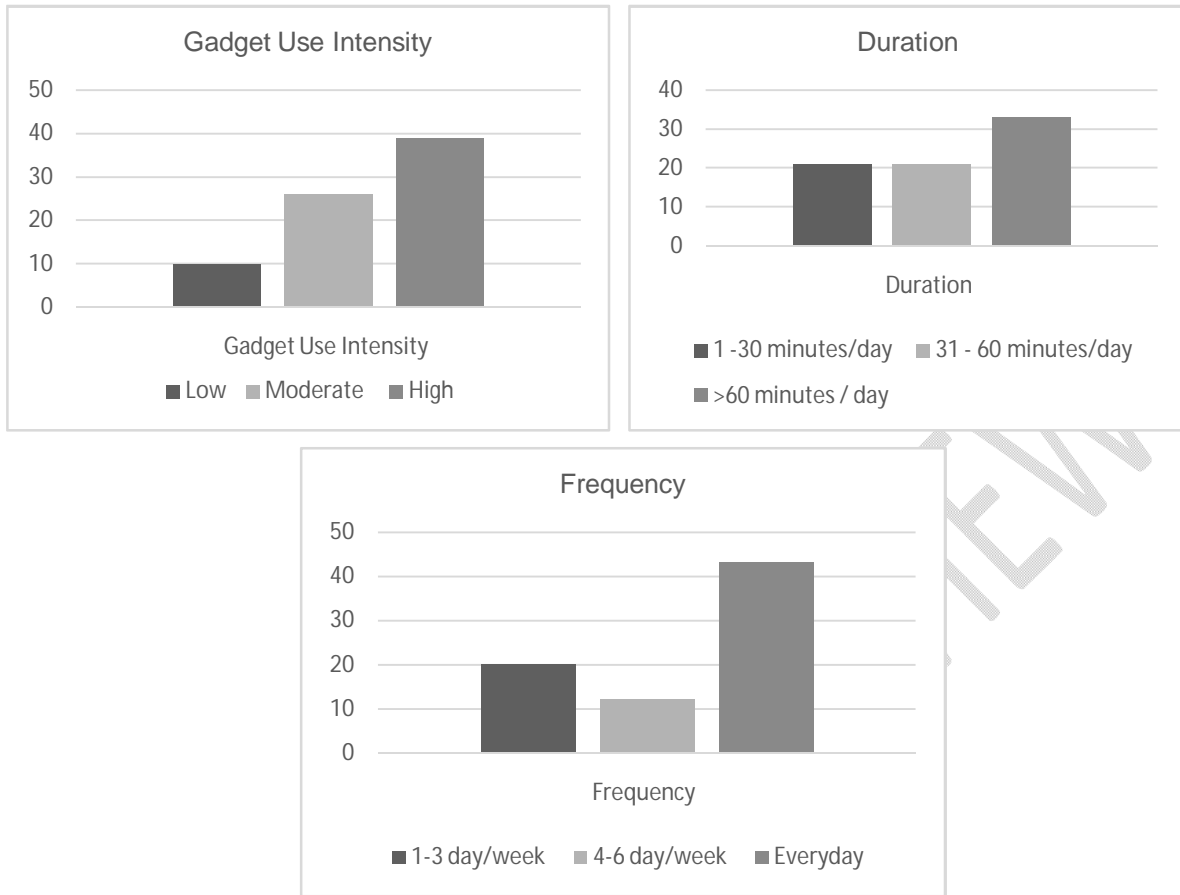 Gadget Use Intensity
50
40
30
20
10
0
Gadget Use Intensity
Low Moderate High
Duration
40
30
20
10
0
Duration
1 -30 minutes/day 31 - 60 minutes/day
>60 minutes / day
Frequency
50
40
30
20
10
0
Frequency
1-3 day/week 4-6 day/week Everyday